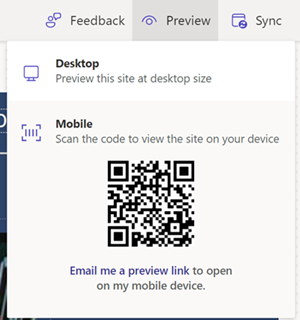 Feedback Preview Sync
Desktop
Preview this site at desktop size
Mobile
Scan the code to view the site on your device
Email me a preview link to open
on my mobile device.